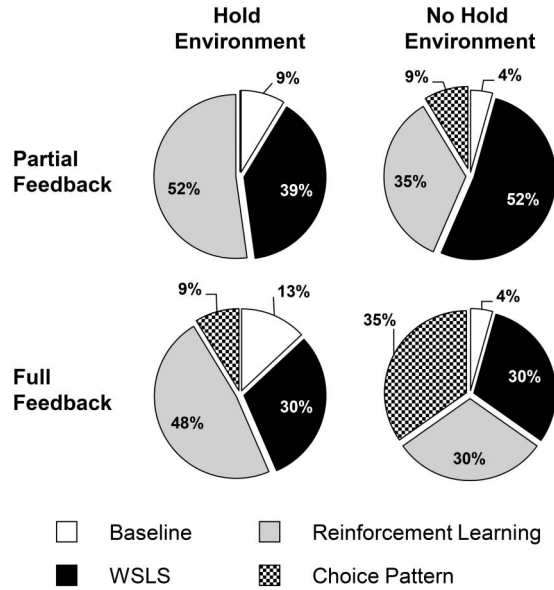 Hold
Environment
No Hold
Environment
Partial
Feedback
9%
39%
52%
9%
4%
52%
35%
Full
Feedback
9%
13%
30%
48%
35%
4%
30%
30%
Baseline
Reinforcement Learning
WSLS
Choice Pattern